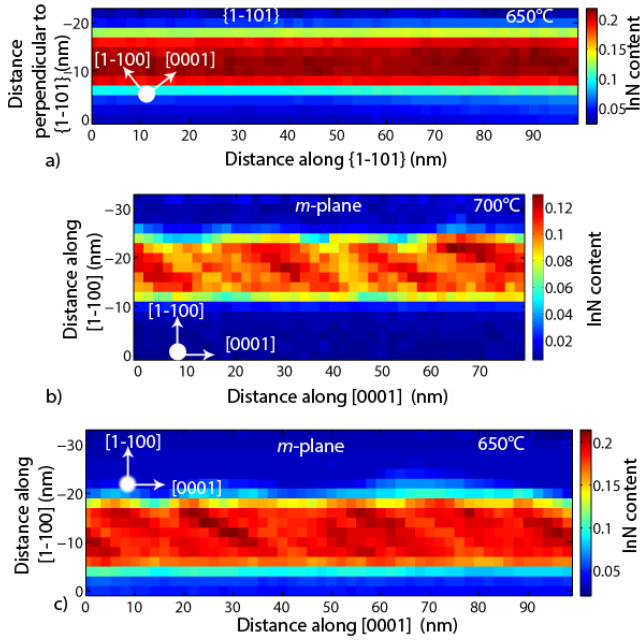 {1-101}
650℃
[1-100]
[0001]
−20
−10
0
Distance
perpendicular to
{1-101} (nm)
0 10 20 30 40 50 60 70 80 90
Distance along {1-101} (nm)
0.2
0.15
0.1
0.05
InN content
a)
m-plane
700℃
−30
−20
−10
0
Distance along
[1-100] (nm)
[1-100]
[0001]
0 10 20 30 40 50 60 70
Distance along [0001] (nm)
0.12
0.1
0.08
0.06
0.04
0.02
InN content
b)
[1-100]
m-plane
650℃
[0001]
−30
−20
−10
0
Distance along
[1-100] (nm)
0 10 20 30 40 50 60 70 80 90
Distance along [0001] (nm)
0.2
0.15
0.1
0.05
InN content
c)